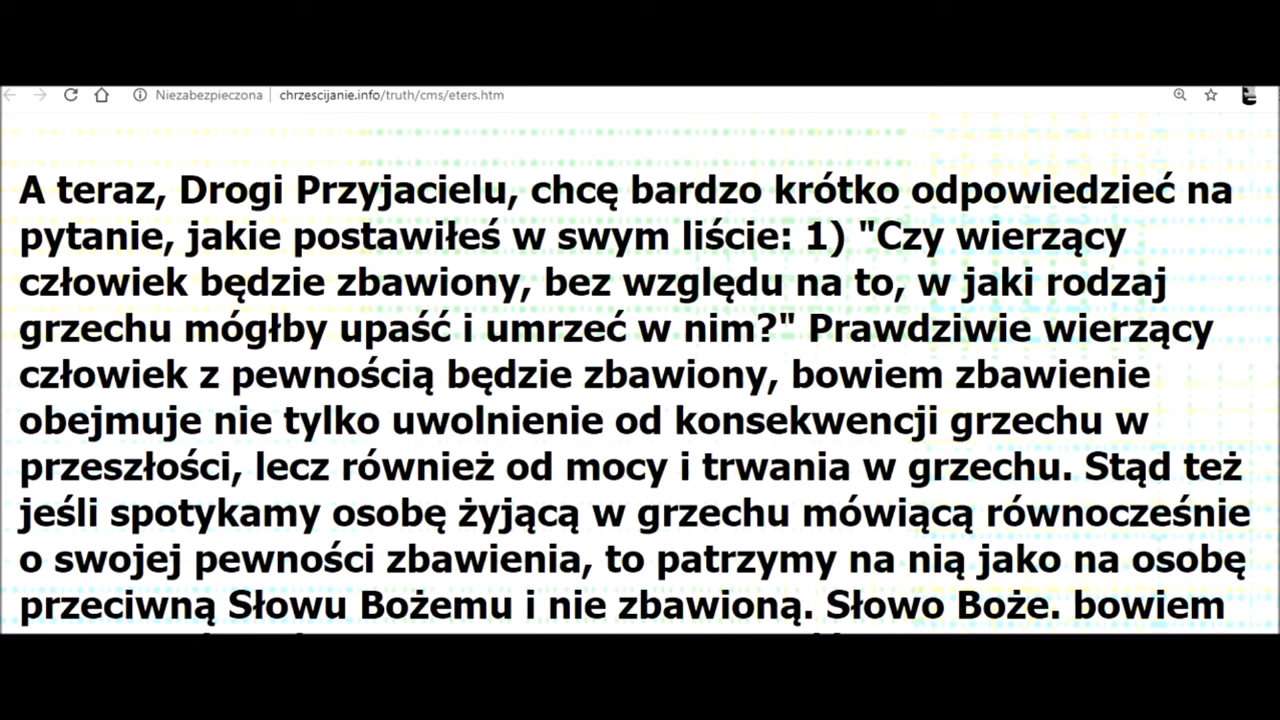 Niezabezpieczona | chrzescijanie.info/truth/cms/eters.htm
A teraz, Drogi Przyjacielu, chcę bardzo krótko odpowiedzieć na
pytanie, jakie postawiłeś w swym liście: 1) "Czy wierzący
człowiek będzie zbawiony, bez względu na to, w jaki rodzaj
grzechu mógłby upaść i umrzeć w nim?" Prawdziwie wierzący
człowiek z pewnością będzie zbawiony, bowiem zbawienie
obejmuje nie tylko uwolnienie od konsekwencji grzechu w
przeszłości, lecz również od mocy i trwania w grzechu. Stąd też
jeśli spotykamy osobę żyjącą w grzechu mówiącą równocześnie
o swojej pewności zbawienia, to patrzymy na nią jako na osobę
przeciwną Słowu Bożemu i nie zbawioną. Słowo Boże. bowiem